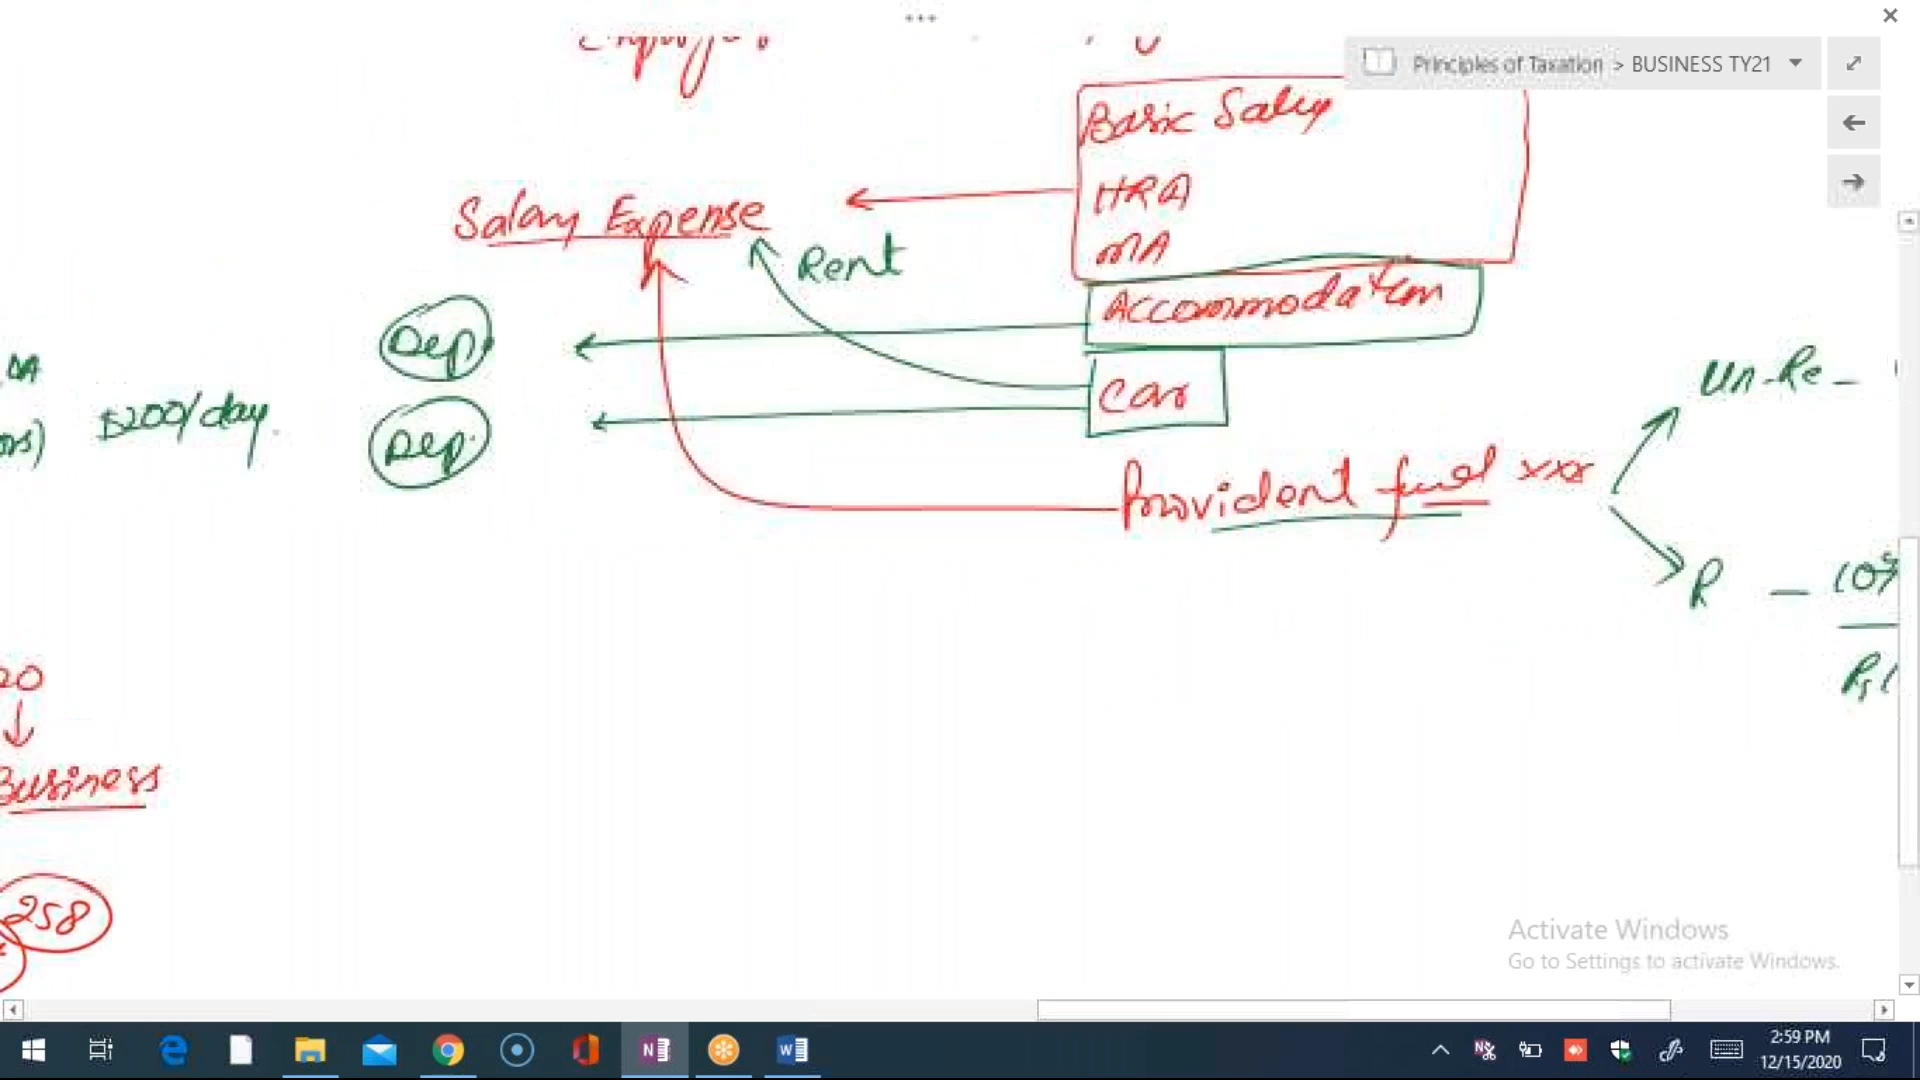 Principles of Taxation > BUSINESS TY21
Basic Salary
HRA
MA
Salary Expense
Rent
Accommodation
Dep.
Car
Dep.
$200/day.
Un-Re-
Provident fund xxx
R -
20
Business
258
Activate Windows
Go to Settings to activate Windows.
2:59 PM
12/15/2020